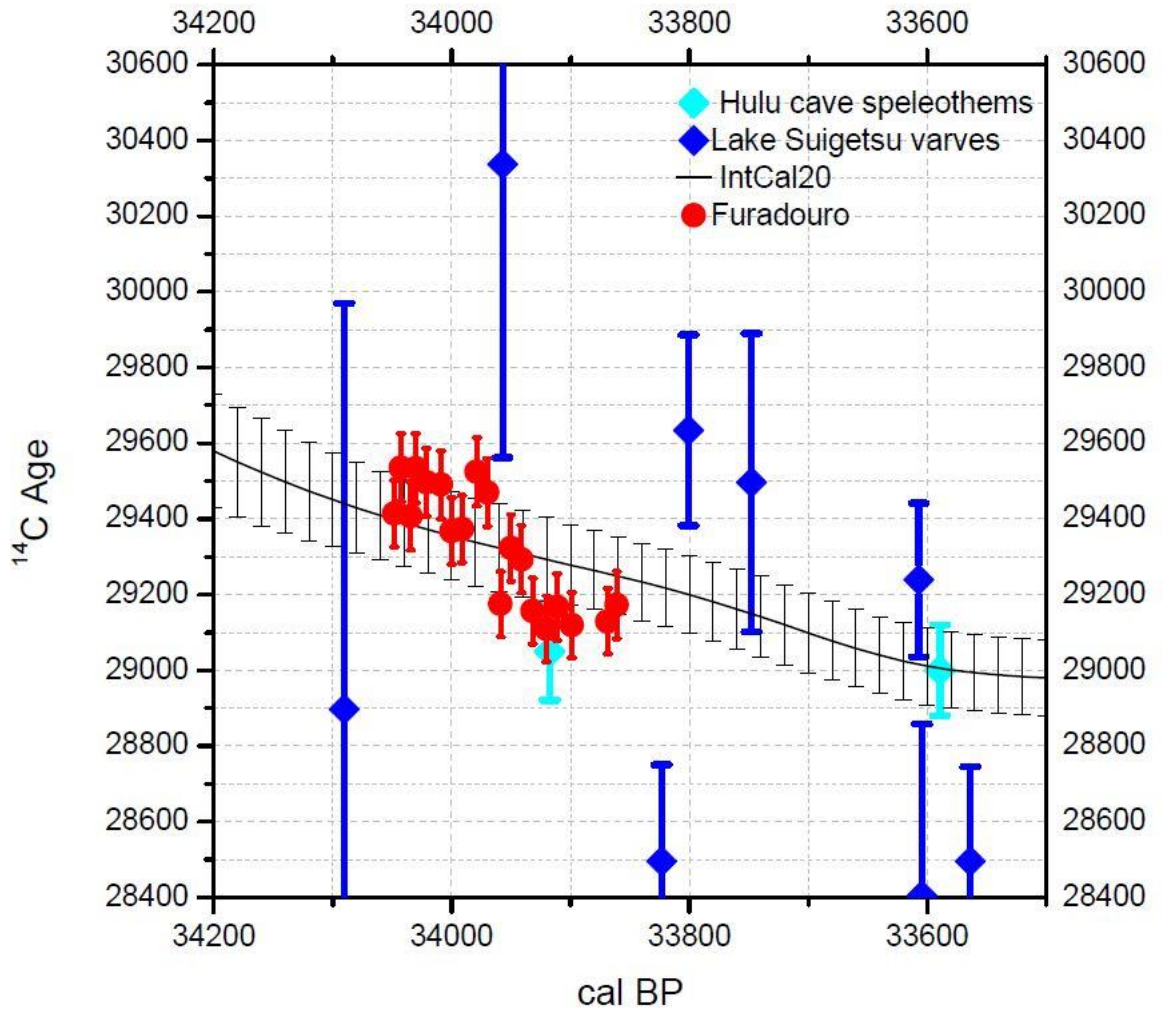 34200 34000 33800 33600
30600 30600
30400 30400
30200 30200
30000 30000
29800 29800
29600 29600
29400 29400
29200 29200
29000 29000
28800 28800
28600 28600
28400 28400
Hulu cave speleothems
Lake Suigetsu varves
IntCal20
Furadouro
¹⁴C Age
34200 34000 33800 33600
cal BP